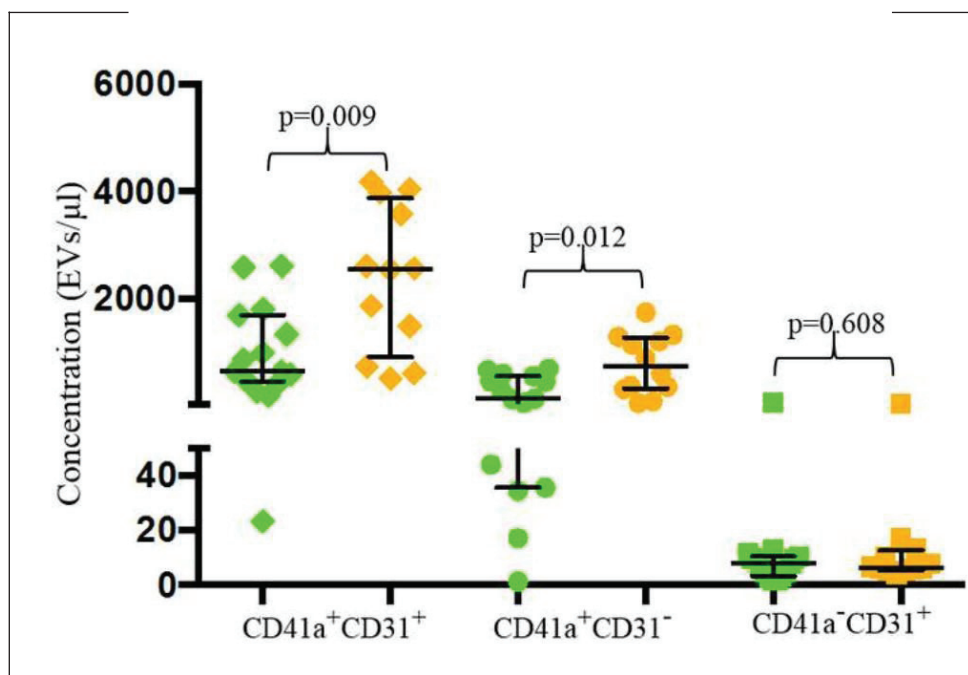 6000
p=0.009
4000
p=0.012
2000
p=0.608
Concentration (EVs/µl)
40
20
0
CD41a⁺CD31⁺
CD41a⁺CD31⁻
CD41a⁻CD31⁺